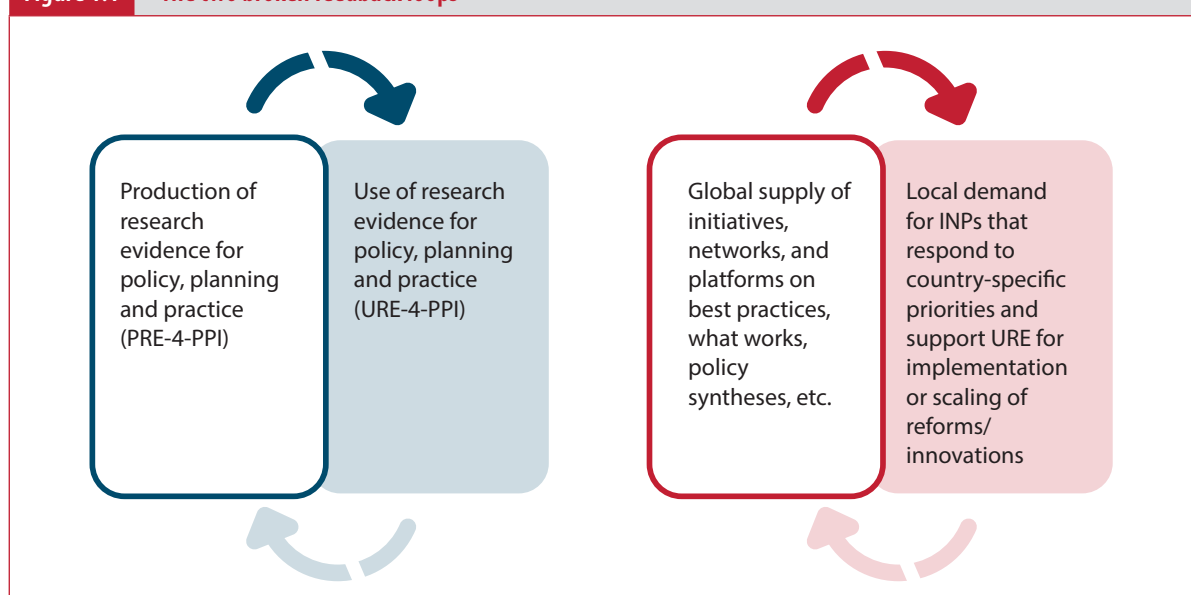 Production of
research
evidence for
policy, planning
and practice
(PRE-4-PPI)
Use of research
evidence for
policy, planning
and practice
(URE-4-PPI)
Global supply of
initiatives,
networks, and
platforms on
best practices,
what works,
policy
syntheses, etc.
Local demand
for INPs that
respond to
country-specific
priorities and
support URE for
implementation
or scaling of
reforms/
innovations